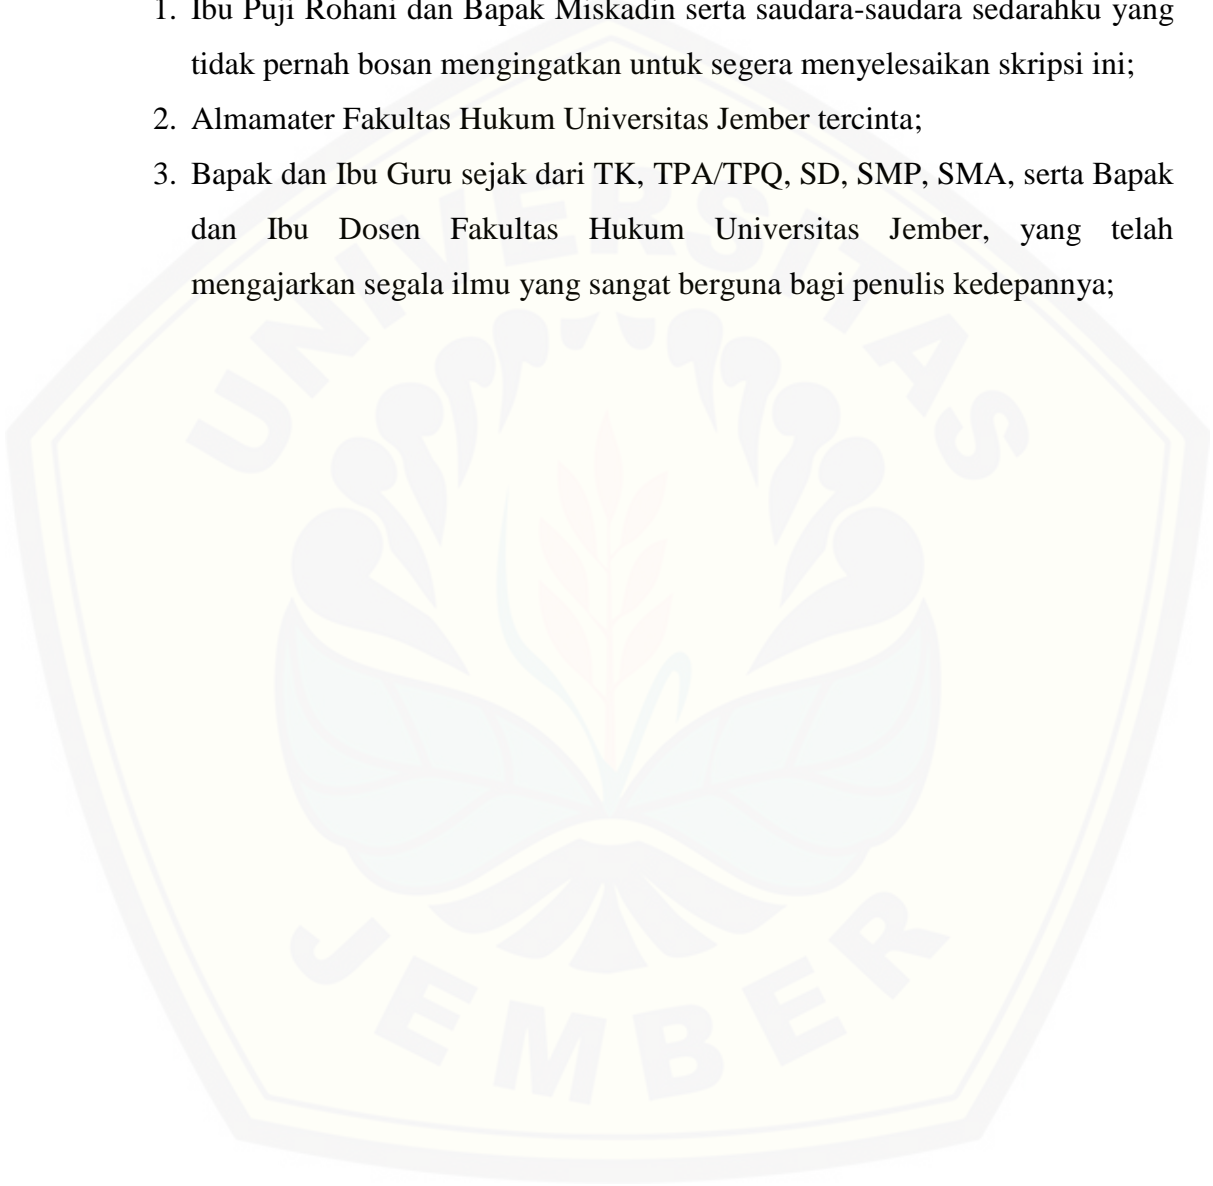 1. Ibu Puji Rohani dan Bapak Miskadin serta saudara-saudara sedarahku yang
tidak pernah bosan mengingatkan untuk segera menyelesaikan skripsi ini;
2. Almamater Fakultas Hukum Universitas Jember tercinta;
3. Bapak dan Ibu Guru sejak dari TK, TPA/TPQ, SD, SMP, SMA, serta Bapak
dan Ibu Dosen Fakultas Hukum Universitas Jember, yang telah
mengajarkan segala ilmu yang sangat berguna bagi penulis kedepannya;
UNIVERSITAS
JEMBER